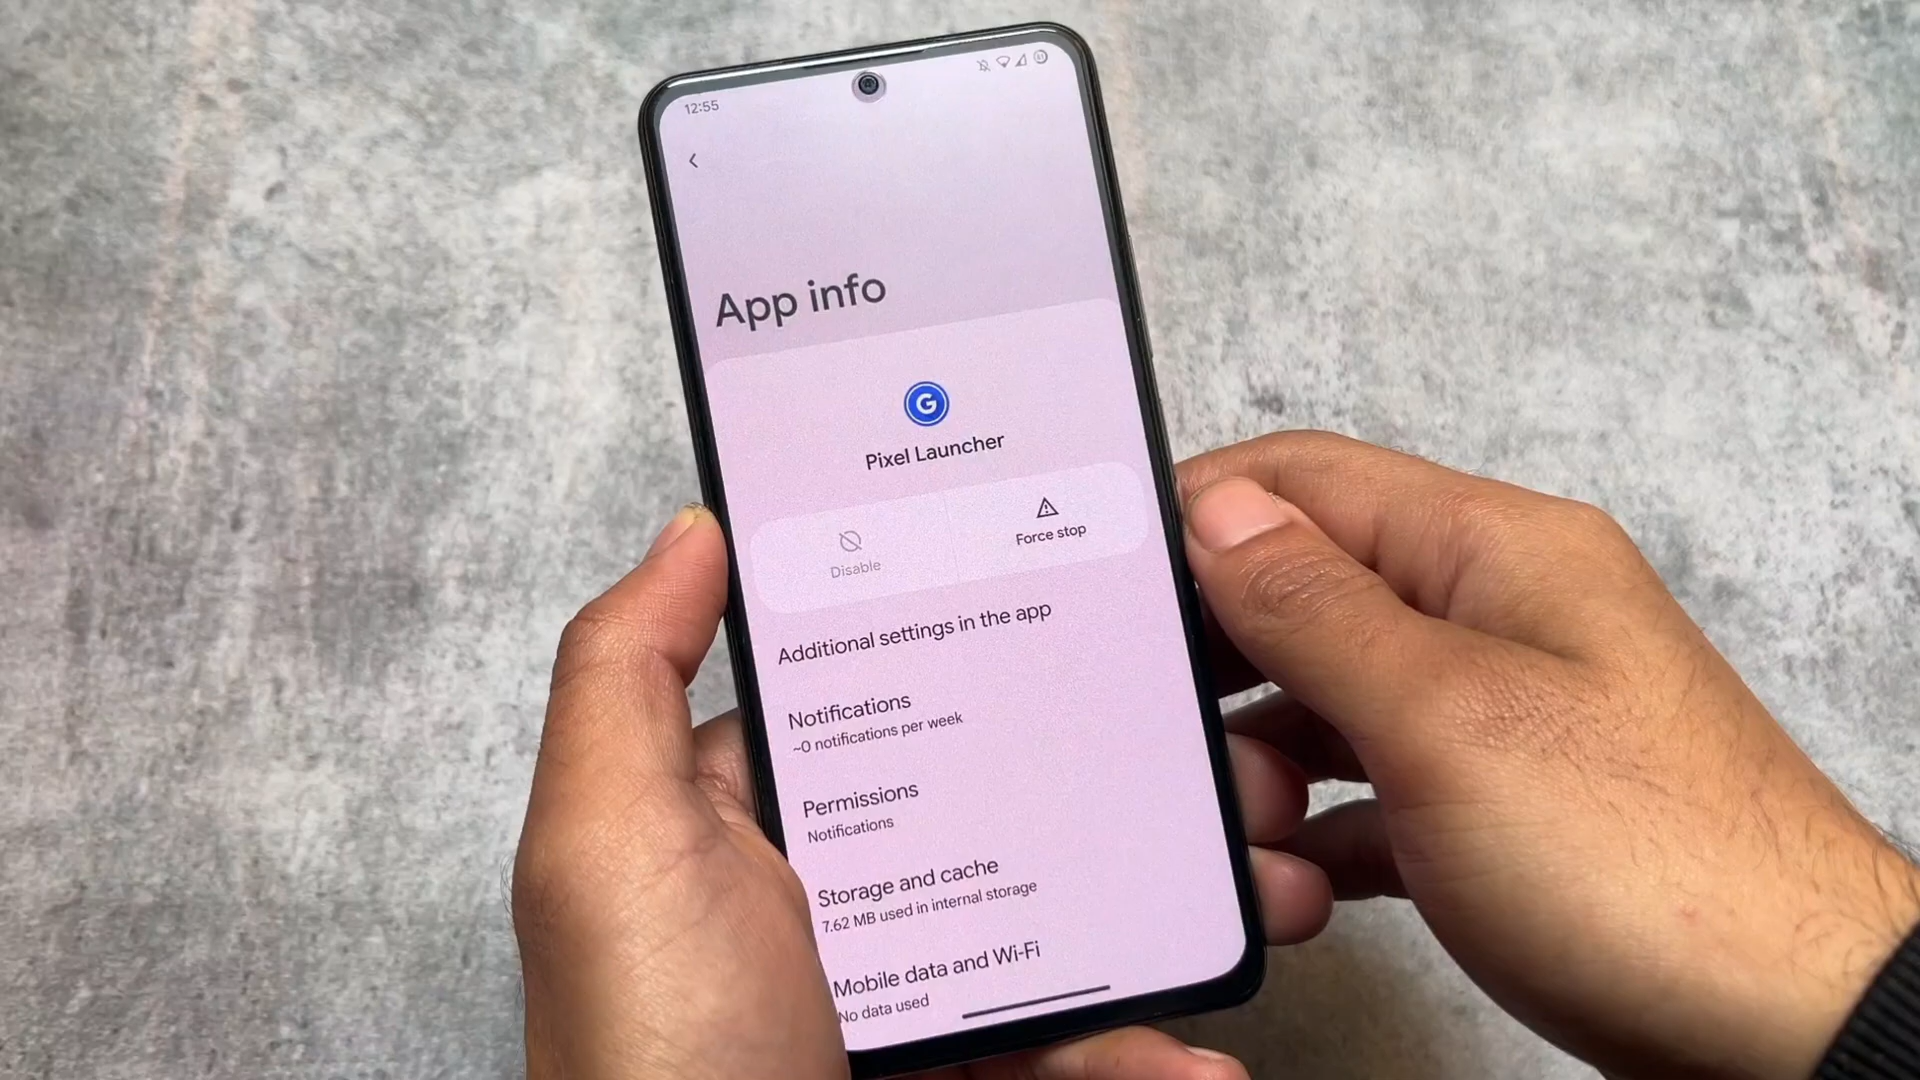 12:55
App info
G
Pixel Launcher
Disable
Force stop
Additional settings in the app
Notifications
~0 notifications per week
Permissions
Notifications
Storage and cache
7.62 MB used in internal storage
Mobile data and Wi-Fi
No data used